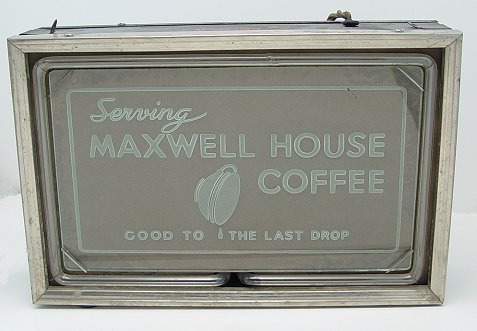 Serving
MAXWELL HOUSE
COFFEE
GOOD TO THE LAST DROP